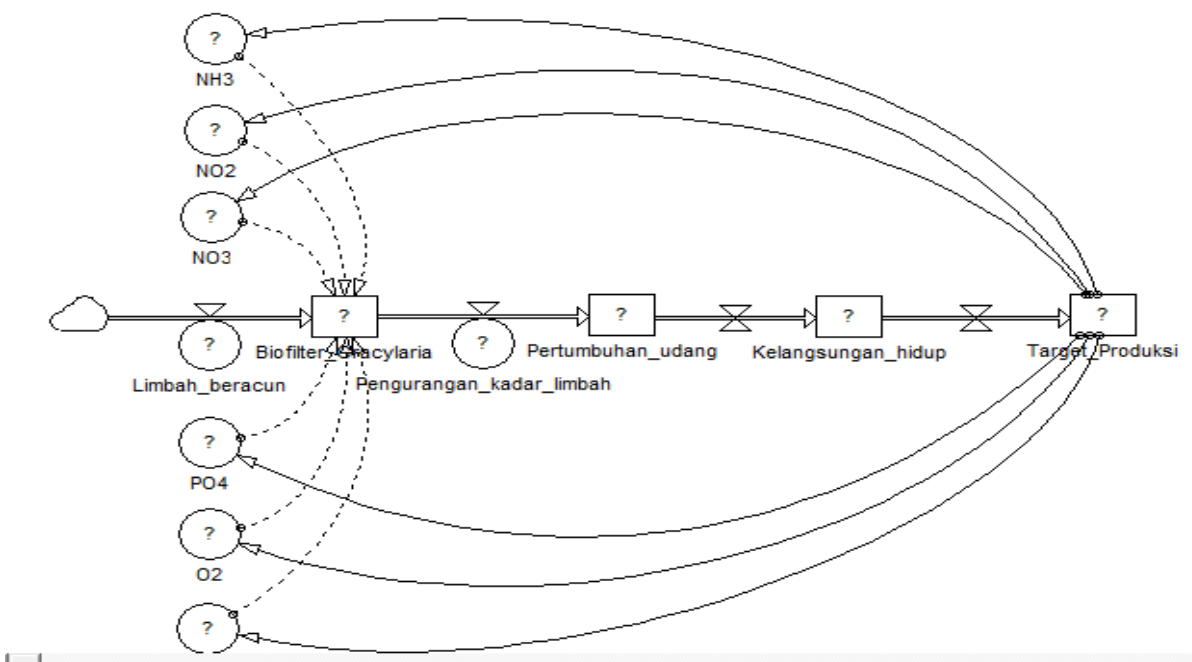 ?
NH3
?
NO2
?
NO3
?
Limbah_beracun
?
Biofilter_Gracylaria
?
Pengurangan_kadar_limbah
?
Pertumbuhan_udang
?
Kelangsungan_hidup
?
Target_Produksi
?
PO4
?
O2
?